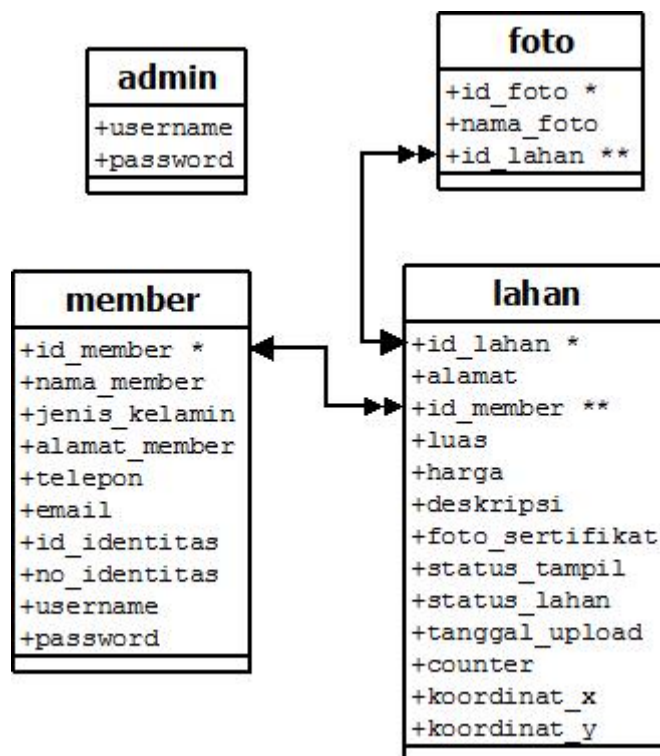 admin
+username
+password
foto
+id_foto *
+nama_foto
+id_lahan **
member
+id_member *
+nama_member
+jenis_kelamin
+alamat_member
+telepon
+email
+id_identitas
+no_identitas
+username
+password
lahan
+id_lahan *
+alamat
+id_member **
+luas
+harga
+deskripsi
+foto_sertifikat
+status_tampil
+status_lahan
+tanggal_upload
+counter
+koordinat_x
+koordinat_y